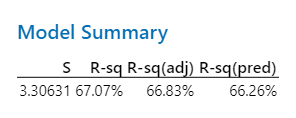 Model Summary
S R-sq R-sq(adj) R-sq(pred)
3.30631 67.07% 66.83% 66.26%